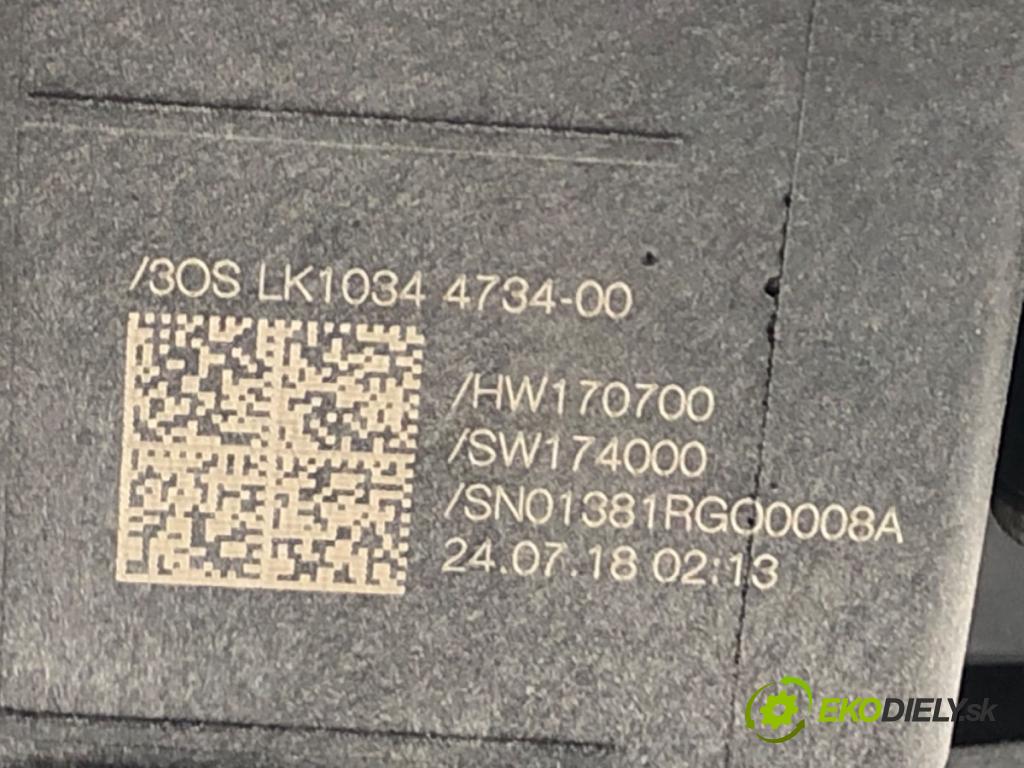 /3OS LK1034 4734-00
/HW170700
/SW174000
/SN01381RGO0008A
24.07.18 02:13
EKODIELY.sk